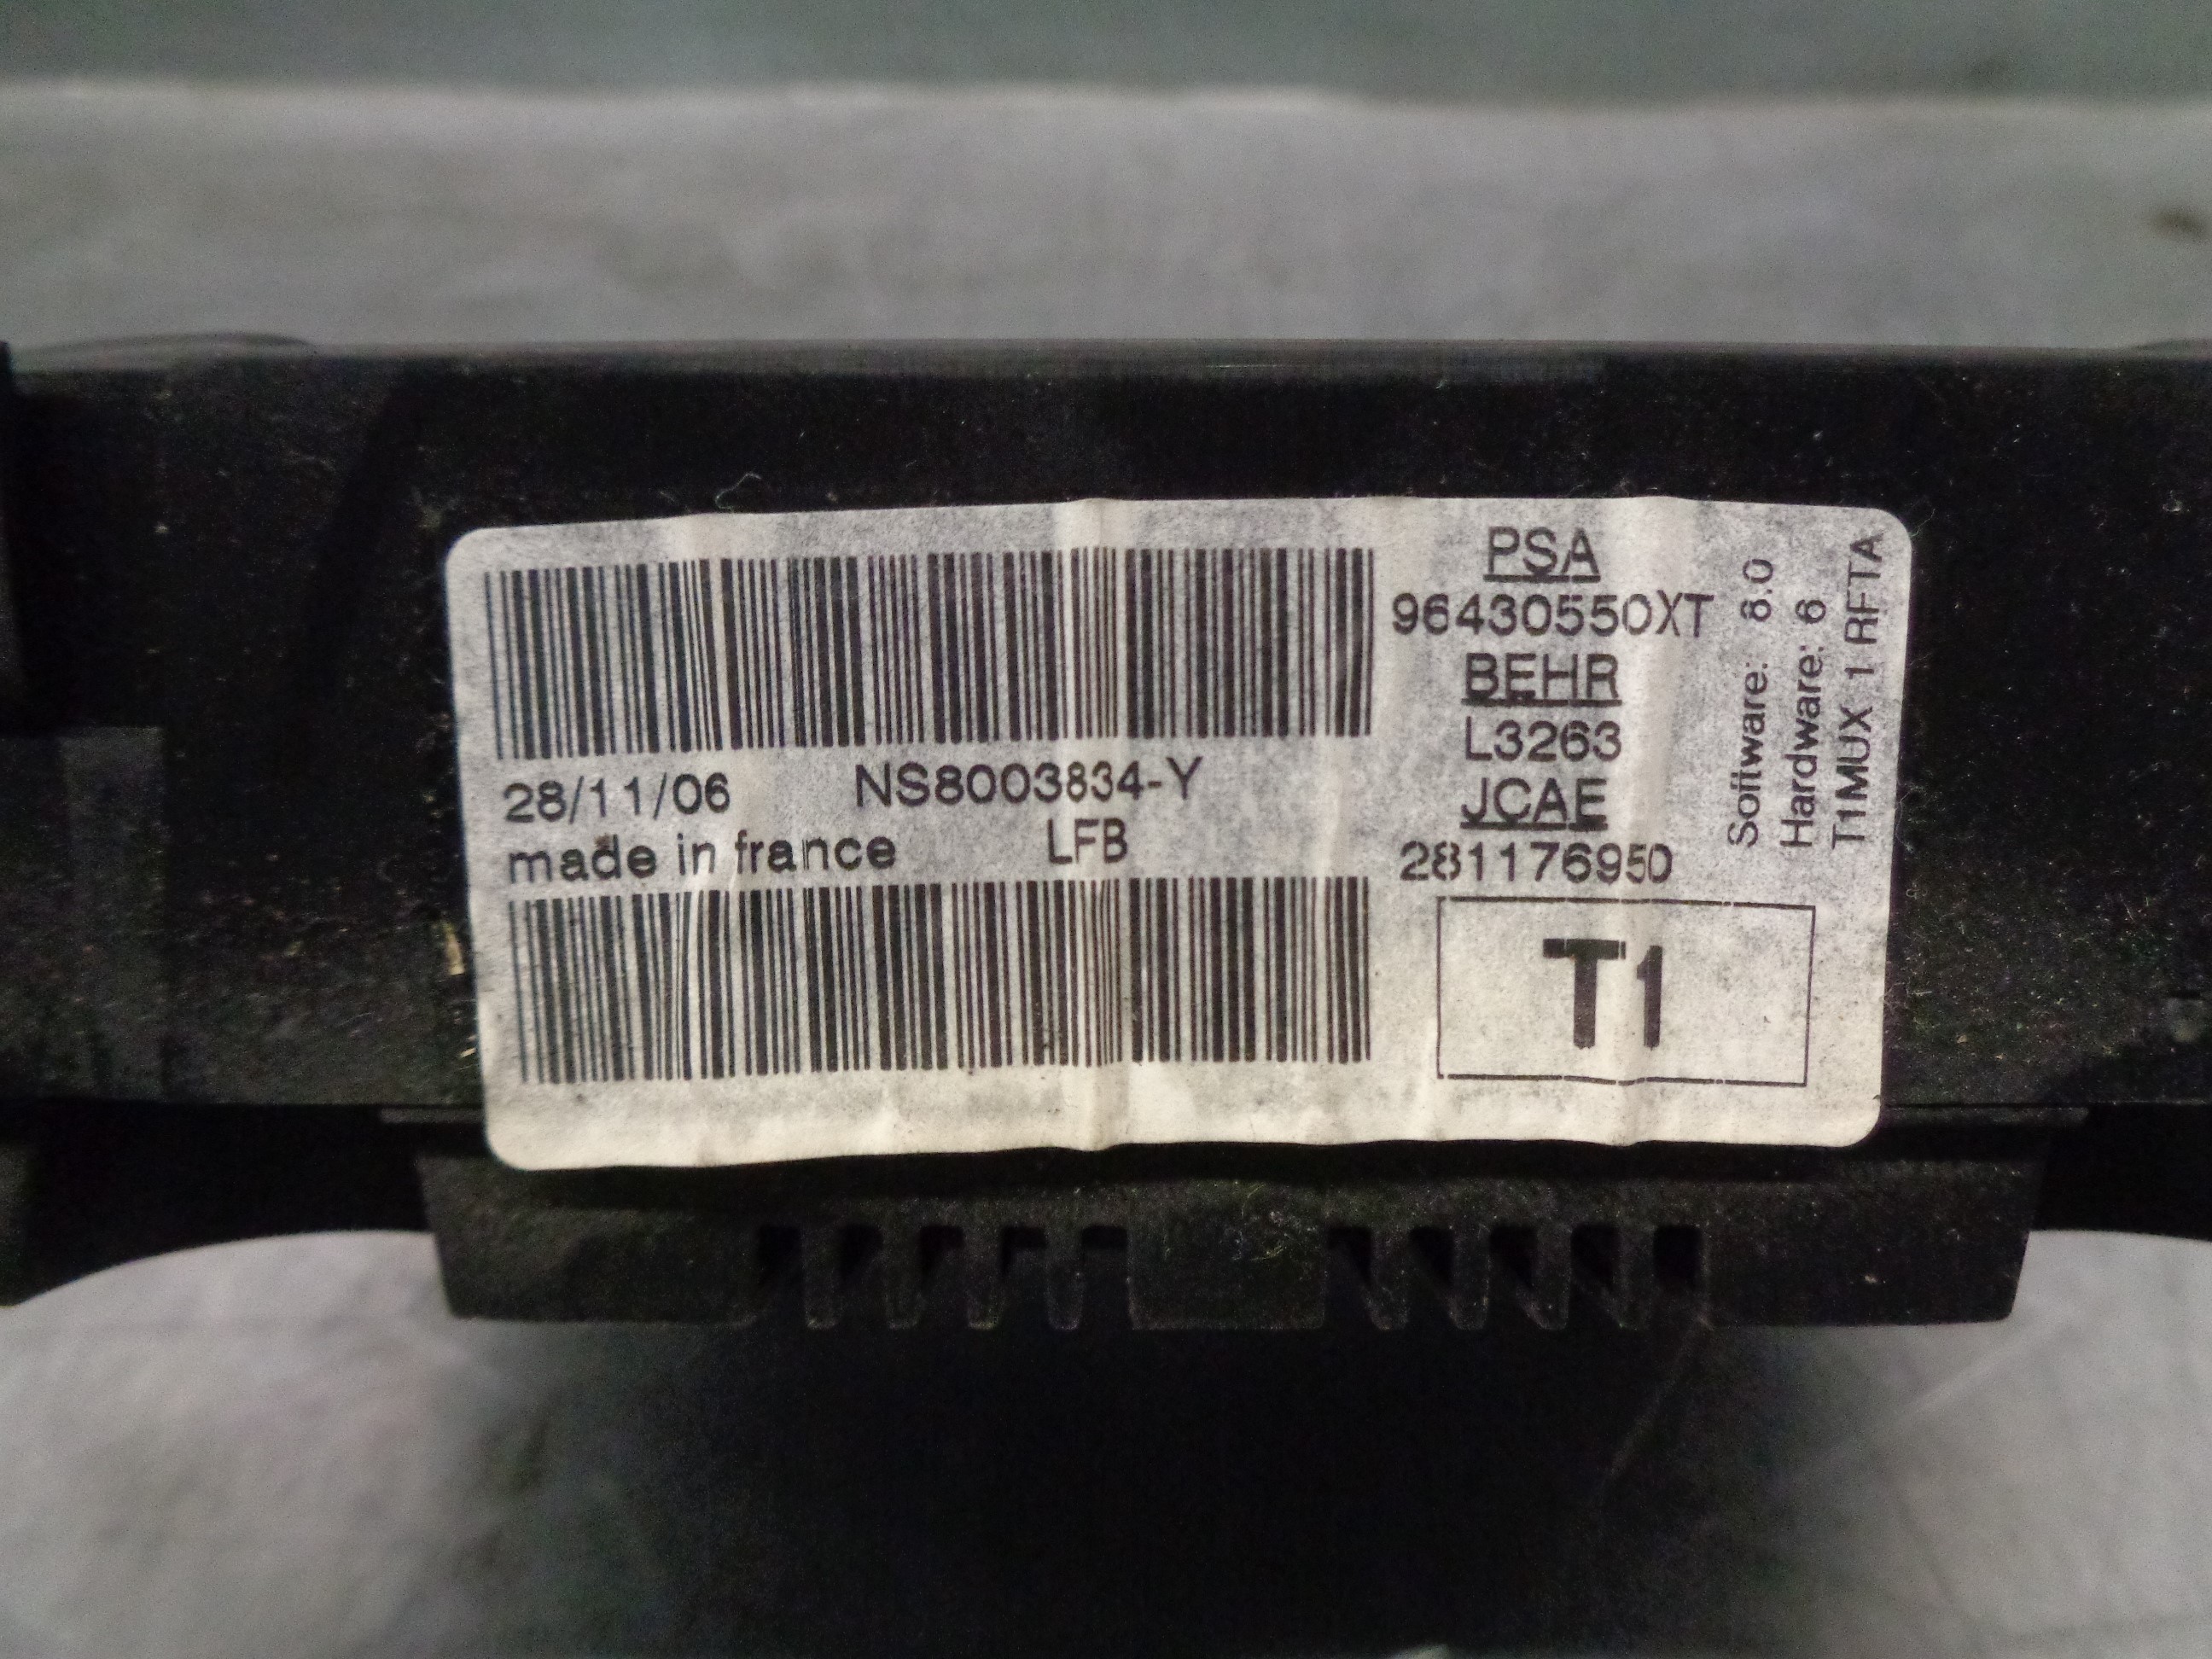 28/11/06 NS8003834-Y
made in france LFB
PSA
96430550XT
BEHR
L3263
JCAE
281176950
T1
Software: 8.0
Hardware: 6
T1MUX 1 RFTA